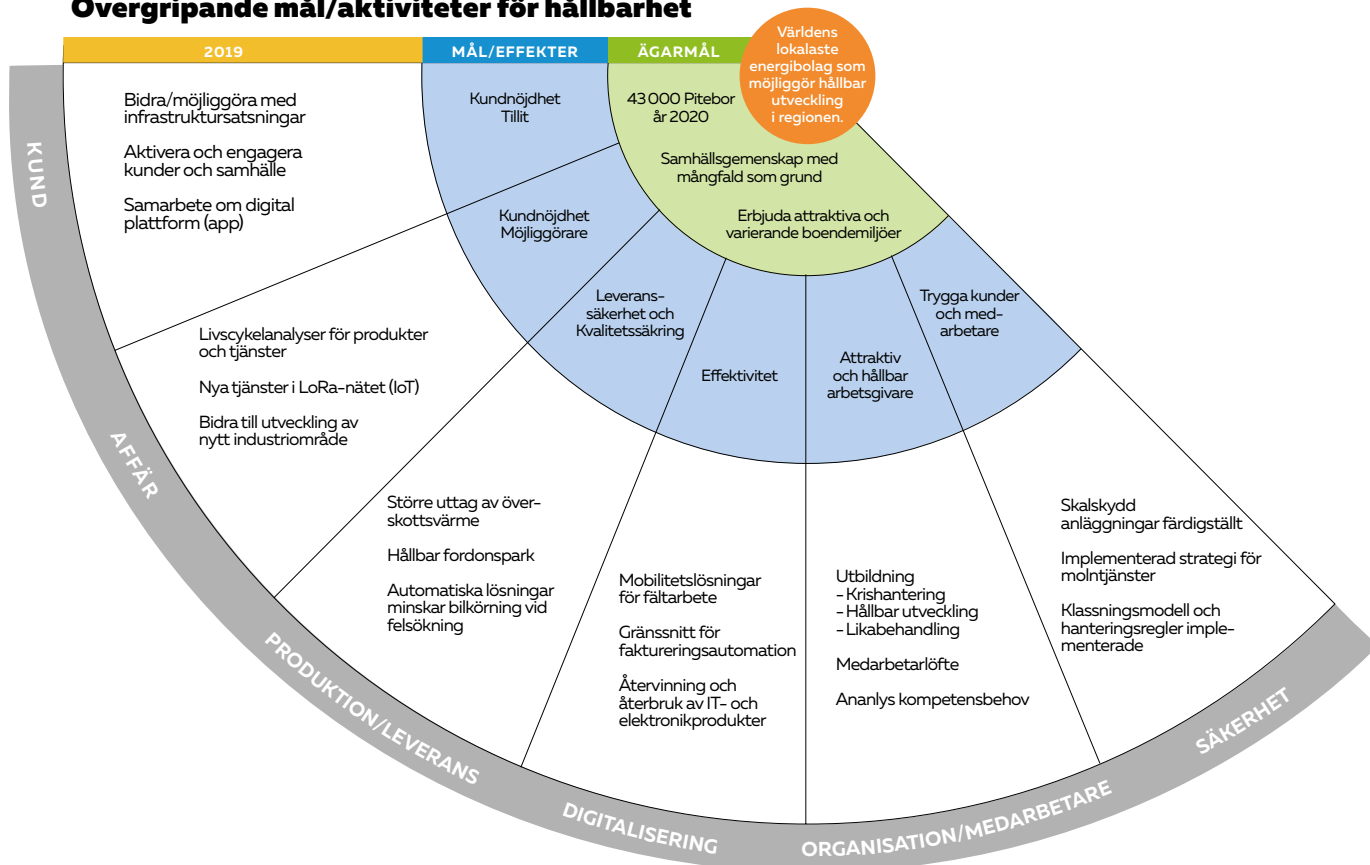 Övergripande mål/aktiviteter för hållbarhet
2019
MÅL/EFFEKTER
ÄGARMÅL
Världens
lokalaste
energibolag som
möjliggör hållbar
utveckling
i regionen.
43 000 Pitebor
år 2020
Samhällsgemenskap med
mångfald som grund
Erbjuda attraktiva och
varierande boendemiljöer
KUND
Bidra/möjliggöra med
infrastruktursatsningar
Aktivera och engagera
kunder och samhälle
Samarbete om digital
plattform (app)
Kundnöjdhet
Tillit
AFFÄR
Livscykelanalyser för produkter
och tjänster
Nya tjänster i LoRa-nätet (IoT)
Bidra till utveckling av
nytt industriområde
Kundnöjdhet
Möjliggörare
PRODUKTION/LEVERANS
Större uttag av över-
skottsvärme
Hållbar fordonspark
Automatiska lösningar
minskar bilkörning vid
felsökning
Leverans-
säkerhet och
Kvalitetssäkring
DIGITALISERING
Mobilitetslösningar
för fältarbete
Gränssnitt för
faktureringsautomation
Återvinning och
återbruk av IT- och
elektronikprodukter
Effektivitet
ORGANISATION/MEDARBETARE
Utbildning
- Krishantering
- Hållbar utveckling
- Likabehandling
Medarbetarlöfte
Ananlys kompetensbehov
Attraktiv
och hållbar
arbetsgivare
SÄKERHET
Skalskydd
anläggningar färdigställt
Implementerad strategi för
molntjänster
Klassningsmodell och
hanteringsregler imple-
menterade
Trygga kunder
och med-
arbetare